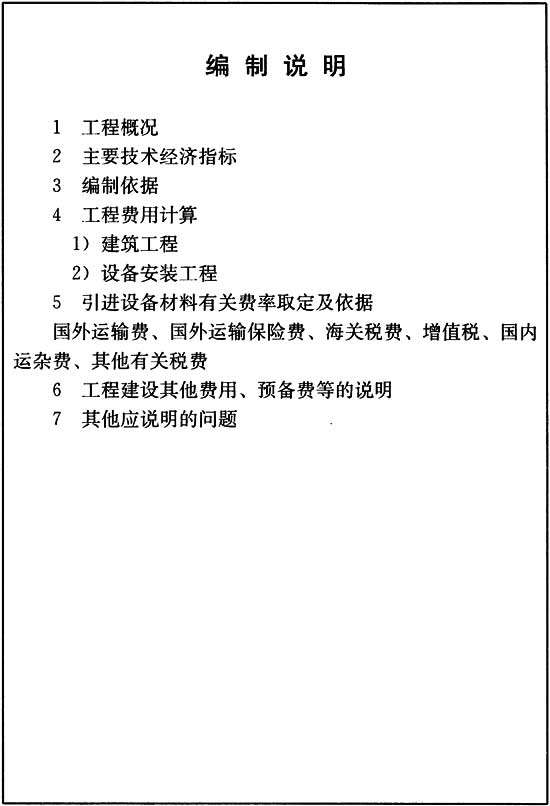 编 制 说 明
1 工程概况
2 主要技术经济指标
3 编制依据
4 工程费用计算
1）建筑工程
2）设备安装工程
5 引进设备材料有关费率取定及依据
国外运输费、国外运输保险费、海关税费、增值税、国内
运杂费、其他有关税费
6 工程建设其他费用、预备费等的说明
7 其他应说明的问题